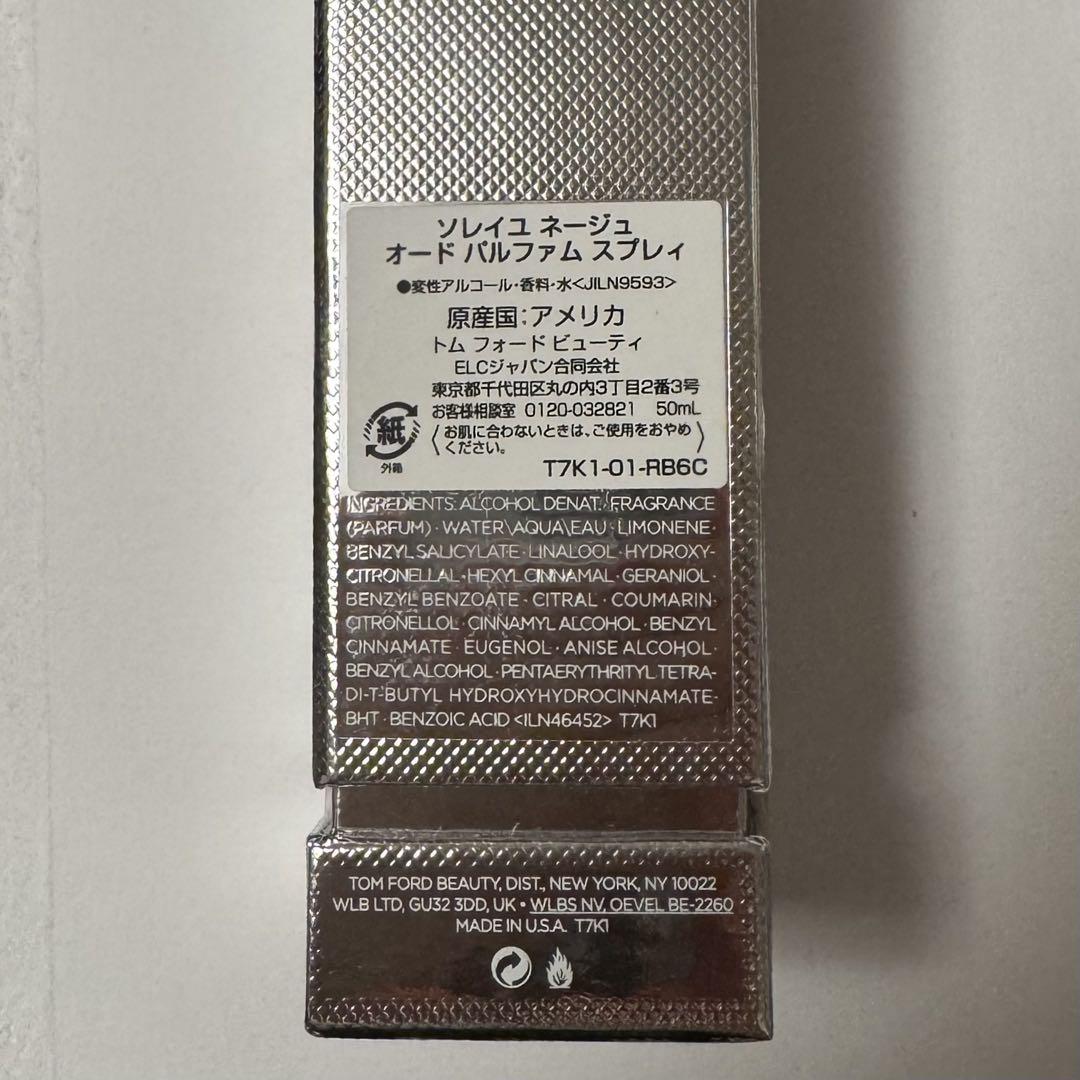 ソレイユ ネージュ
オード パルファム スプレィ
●変性アルコール・香料・水<JILN9593>
原産国：アメリカ
トム フォード ビューティ
ELCジャパン合同会社
東京都千代田区丸の内3丁目2番3号
お客様相談室 0120-032821 50mL
紙
外箱
〈お肌に合わないときは、ご使用をおやめ
ください。〉
T7K1-01-RB6C
INGREDIENTS: ALCOHOL DENAT.·FRAGRANCE
(PARFUM)·WATER\AQUA\EAU·LIMONENE·
BENZYL SALICYLATE·LINALOOL·HYDROXY-
CITRONELLAL·HEXYL CINNAMAL·GERANIOL·
BENZYL BENZOATE·CITRAL·COUMARIN·
CITRONELLOL·CINNAMYL ALCOHOL·BENZYL
CINNAMATE·EUGENOL·ANISE ALCOHOL·
BENZYL ALCOHOL·PENTAERYTHRITYL TETRA-
DI-T-BUTYL HYDROXYHYDROCINNAMATE·
BHT·BENZOIC ACID <ILN46452> T7K1
TOM FORD BEAUTY, DIST., NEW YORK, NY 10022
WLB LTD, GU32 3DD, UK • WLBS NV, OEVEL BE-2260
MADE IN U.S.A. T7K1